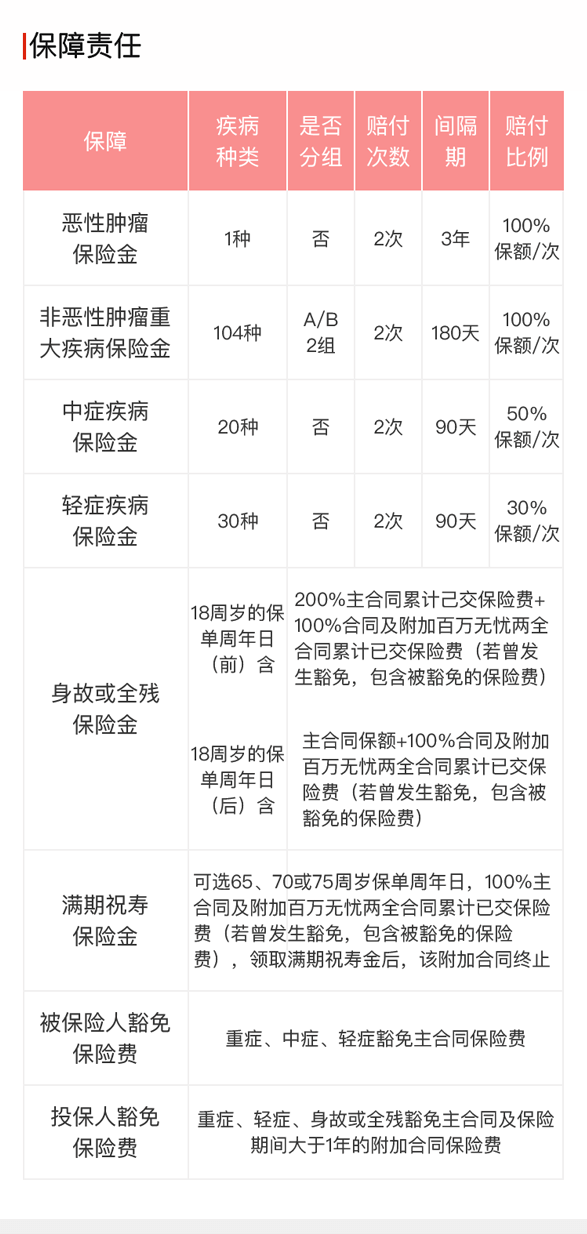 保障责任
保障
疾病
种类
是否
分组
赔付
次数
间隔
期
赔付
比例
恶性肿瘤
保险金
1种
否
2次
3年
100%
保额/次
非恶性肿瘤重
大疾病保险金
104种
A/B
2组
2次
180天
100%
保额/次
中症疾病
保险金
20种
否
2次
90天
50%
保额/次
轻症疾病
保险金
30种
否
2次
90天
30%
保额/次
身故或全残
保险金
18周岁的保
单周年日
（前）含
200%主合同累计己交保险费+
100%合同及附加百万无忧两全
合同累计已交保险费（若曾发
生豁免，包含被豁免的保险费）
18周岁的保
单周年日
（后）含
主合同保额+100%合同及附加
百万无忧两全合同累计已交保
险费（若曾发生豁免，包含被
豁免的保险费）
满期祝寿
保险金
可选65、70或75周岁保单周年日，100%主
合同及附加百万无忧两全合同累计已交保险
费（若曾发生豁免，包含被豁免的保险
费），领取满期祝寿金后，该附加合同终止
被保险人豁免
保险费
重症、中症、轻症豁免主合同保险费
投保人豁免
保险费
重症、轻症、身故或全残豁免主合同及保险
期间大于1年的附加合同保险费